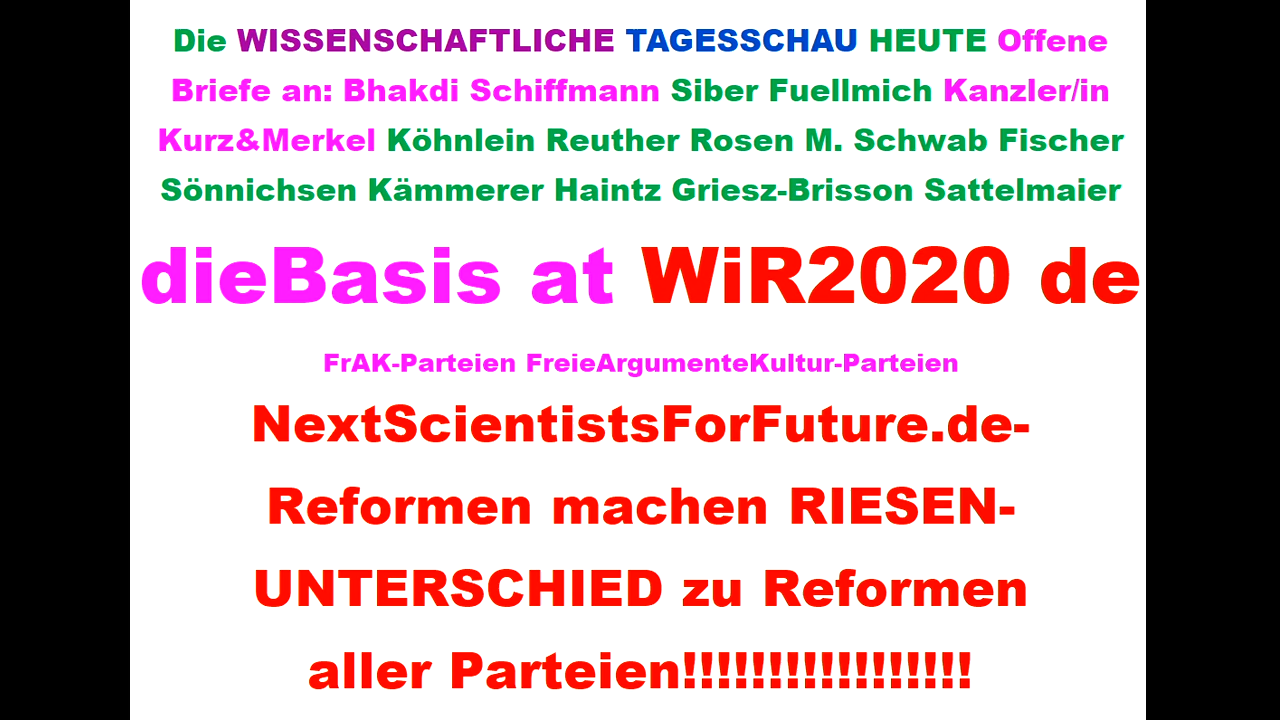 Die WISSENSCHAFTLICHE TAGESSCHAU HEUTE Offene
Briefe an: Bhakdi Schiffmann Siber Fuellmich Kanzler/in
Kurz&Merkel Köhnlein Reuther Rosen M. Schwab Fischer
Sönnichsen Kämmerer Haintz Griesz-Brisson Sattelmaier
dieBasis at WiR2020 de
FrAK-Parteien FreieArgumenteKultur-Parteien
NextScientistsForFuture.de-
Reformen machen RIESEN-
UNTERSCHIED zu Reformen
aller Parteien!!!!!!!!!!!!!!!!!